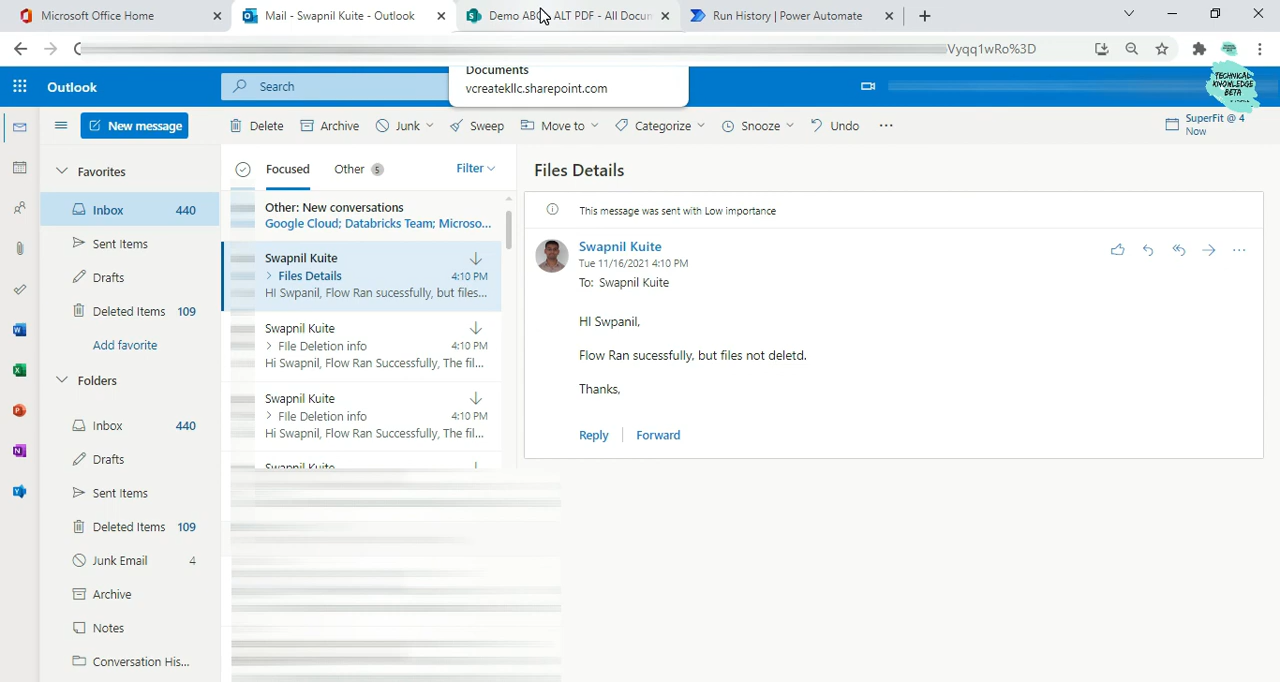 Microsoft Office Home
Mail - Swapnil Kuite - Outlook
Demo ABC ALT PDF - All Docun
Run History | Power Automate
Vyqq1wRo%3D
Documents
vcreatekllc.sharepoint.com
Outlook
Search
TECHNICAL
KNOWLEDGE
BETA
New message
Delete
Archive
Junk
Sweep
Move to
Categorize
Snooze
Undo
SuperFit @ 4
Now
Favorites
Inbox 440
Sent Items
Drafts
Deleted Items 109
Add favorite
Folders
Inbox 440
Drafts
Sent Items
Deleted Items 109
Junk Email 4
Archive
Notes
Conversation His...
Focused
Other 5
Filter
Other: New conversations
Google Cloud; Databricks Team; Microso...
Swapnil Kuite
Files Details 4:10 PM
HI Swpanil, Flow Ran sucessfully, but files...
Swapnil Kuite
FIle Deletion info 4:10 PM
Hi Swapnil, Flow Ran Successfully, The fil...
Swapnil Kuite
FIle Deletion info 4:10 PM
Hi Swapnil, Flow Ran Successfully, The fil...
Swapnil Kuite
Files Details
This message was sent with Low importance
Swapnil Kuite
Tue 11/16/2021 4:10 PM
To: Swapnil Kuite
HI Swpanil,
Flow Ran sucessfully, but files not deletd.
Thanks,
Reply
Forward